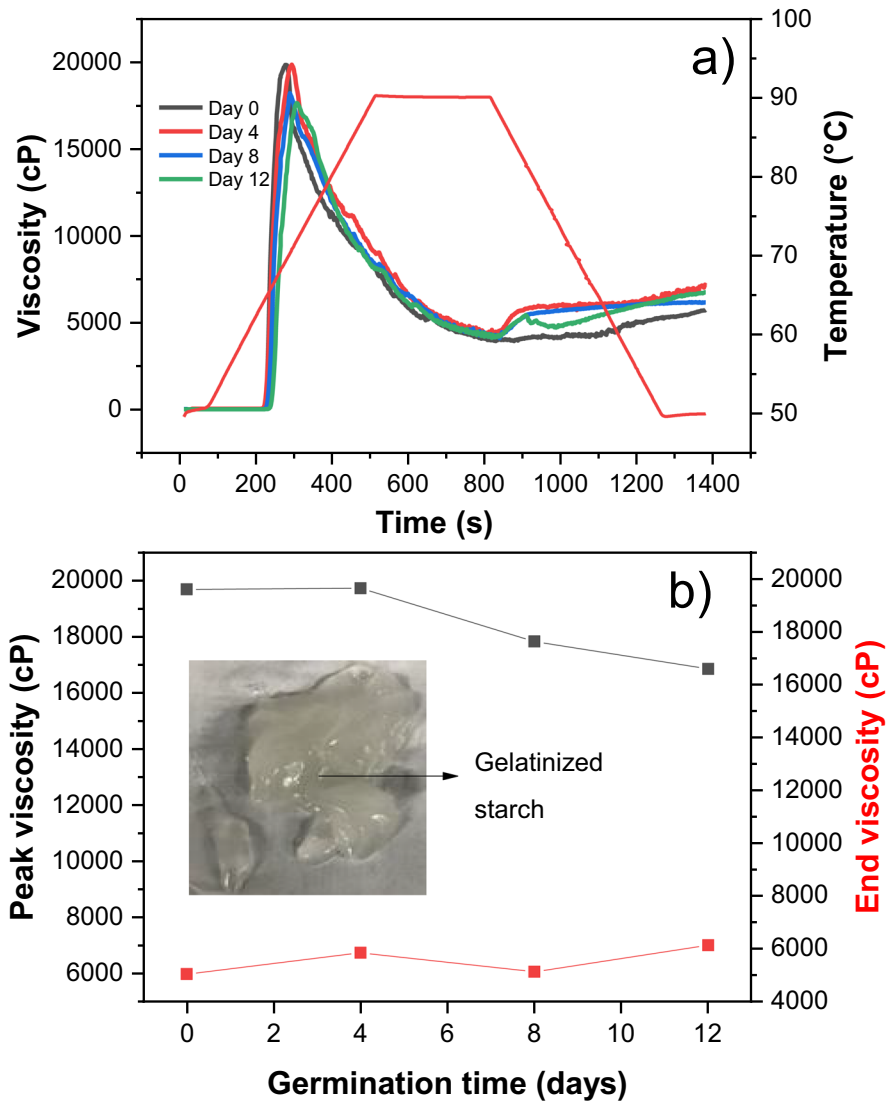 a)
Viscosity (cP)
20000
15000
10000
5000
0
Day 0
Day 4
Day 8
Day 12
100
90
80
70
60
50
Temperature (°C)
0 200 400 600 800 1000 1200 1400
Time (s)
b)
Peak viscosity (cP)
20000
18000
16000
14000
12000
10000
8000
6000
Gelatinized
starch
20000
18000
16000
14000
12000
10000
8000
6000
4000
End viscosity (cP)
0 2 4 6 8 10 12
Germination time (days)